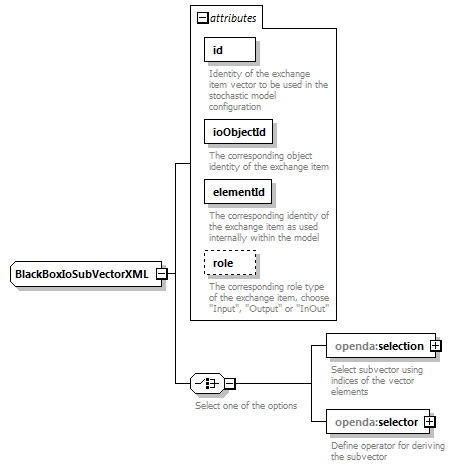 attributes
id
Identity of the exchange
item vector to be used in the
stochastic model
configuration
ioObjectId
The corresponding object
identity of the exchange item
elementId
The corresponding identity of
the exchange item as used
internally within the model
role
The corresponding role type
of the exchange item, choose
"Input", "Output" or "InOut"
BlackBoxIoSubVectorXML
Select one of the options
openda:selection
Select subvector using
indices of the vector
elements
openda:selector
Define operator for deriving
the subvector